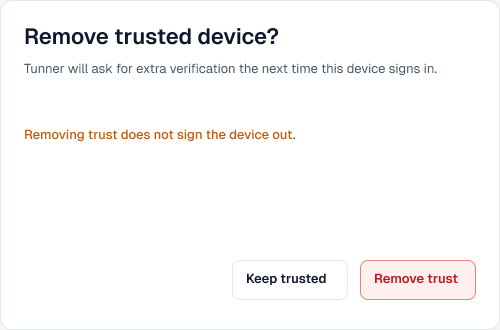 Remove trusted device?
Tunner will ask for extra verification the next time this device signs in.
Removing trust does not sign the device out.
Keep trusted
Remove trust